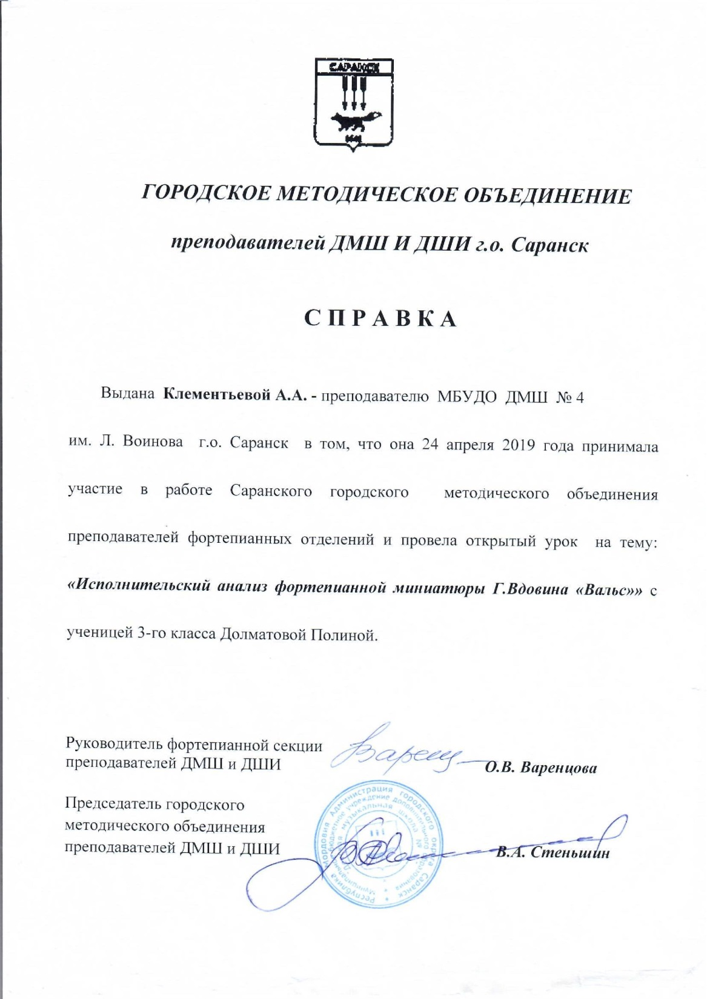 САРАНСК
1641
ГОРОДСКОЕ МЕТОДИЧЕСКОЕ ОБЪЕДИНЕНИЕ
преподавателей ДМШ И ДШИ г.о. Саранск
С П Р А В К А
Выдана Клементьевой А.А. - преподавателю МБУДО ДМШ № 4
им. Л. Воинова г.о. Саранск в том, что она 24 апреля 2019 года принимала
участие в работе Саранского городского методического объединения
преподавателей фортепианных отделений и провела открытый урок на тему:
«Исполнительский анализ фортепианной миниатюры Г.Вдовина «Вальс»» с
ученицей 3-го класса Долматовой Полиной.
Руководитель фортепианной секции
преподавателей ДМШ и ДШИ
О.В. Варенцова
Председатель городского
методического объединения
преподавателей ДМШ и ДШИ
В.А. Стеньшин
Республика Мордовия Администрация городского округа Саранск
Муниципальное бюджетное учреждение дополнительного образования
музыкальная школа №